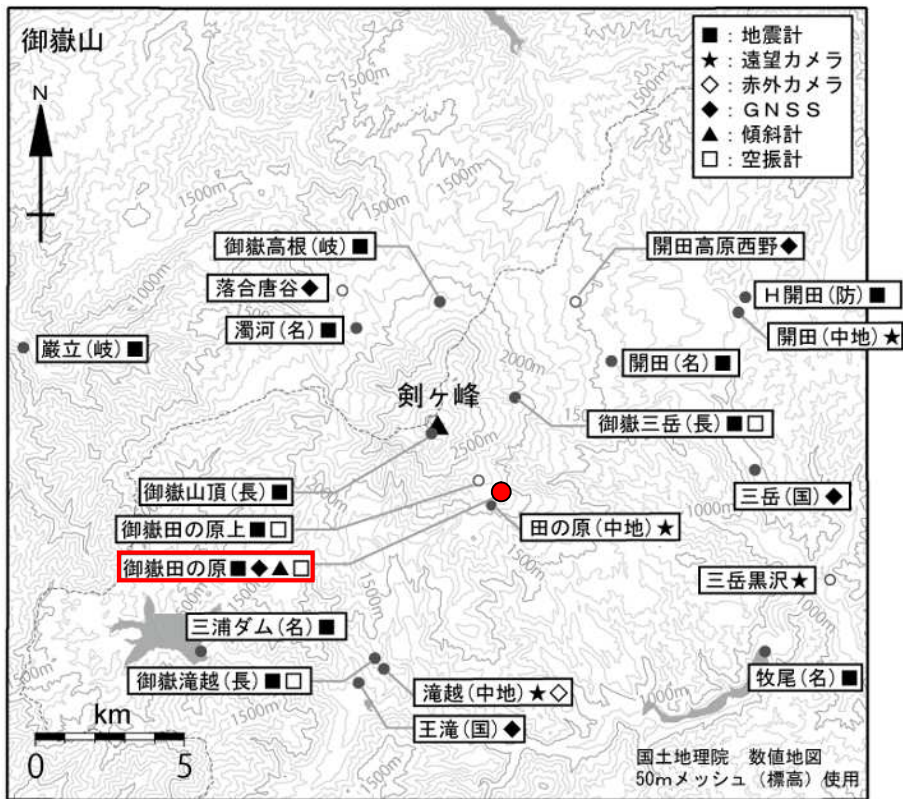 御嶽山
■：地震計
★：遠望カメラ
◇：赤外カメラ
◆：ＧＮＳＳ
▲：傾斜計
□：空振計
N
1500m
1500m
1500m
1500m
御嶽高根(岐)■
開田高原西野◆
1000m
落合唐谷◆
Ｈ開田(防)■
濁河(名)■
開田(中地)★
巌立(岐)■
2000m
開田(名)■
剣ヶ峰
御嶽三岳(長)■□
2500m
御嶽山頂(長)■
2000m
三岳(国)◆
1000m
御嶽田の原上■□
田の原(中地)★
御嶽田の原■◆▲□
三岳黒沢★
三浦ダム(名)■
御嶽滝越(長)■□
滝越(中地)★◇
牧尾(名)■
1000m
1500m
王滝(国)◆
km
0 5
1500m
国土地理院　数値地図
50mメッシュ（標高）使用